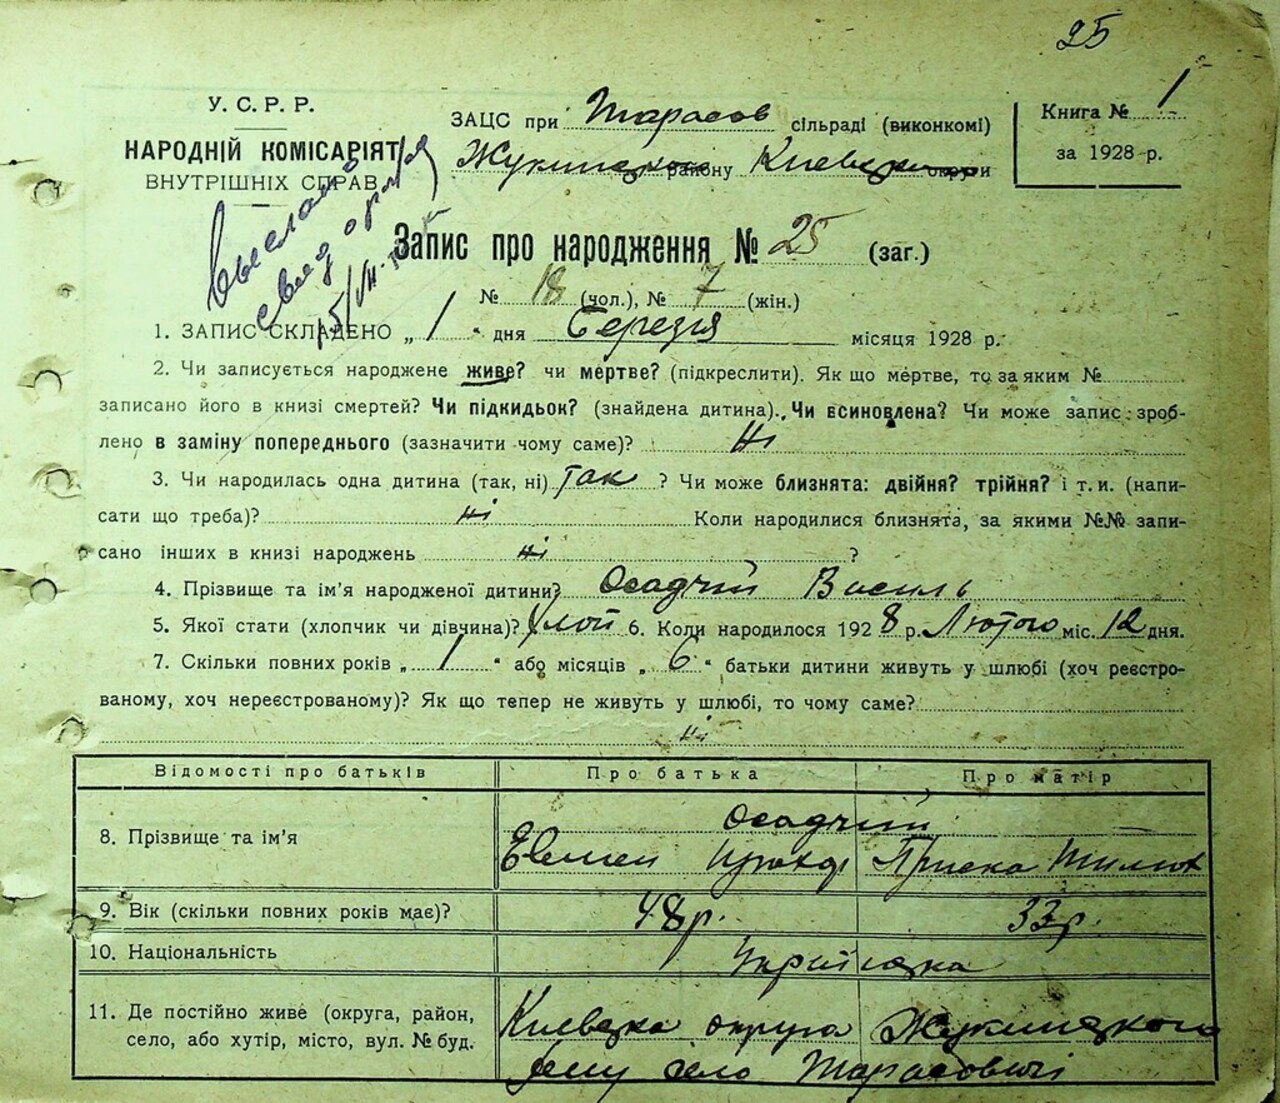 25
У. С. Р. Р.
НАРОДНІЙ КОМІСАРІЯТ
ВНУТРІШНІХ СПРАВ
ЗАЦС при Тарасов сільраді (виконкомі)
району округи
Книга № 1
за 1928 р.
Запис про народження № 25 (заг.)
№ 18 (чол.), № 7 (жін.)
1. ЗАПИС СКЛАДЕНО „ 1 “ дня Березня місяця 1928 р.
2. Чи записується народжене живе? чи мертве? (підкреслити). Як що мертве, то за яким №
записано його в книзі смертей? Чи підкидьок? (знайдена дитина). Чи всиновлена? Чи може запис зроб-
лено в заміну попереднього (зазначити чому саме)? Ні
3. Чи народилась одна дитина (так, ні) так ? Чи може близнята: двійня? трійня? і т. и. (напи-
сати що треба)? ні Коли народилися близнята, за якими №№ запи-
сано інших в книзі народжень ні ?
4. Прізвище та ім’я народженої дитини? Осадчий Василь
5. Якої стати (хлопчик чи дівчина)? Хлоп 6. Коли народилося 1928 р. Лютого міс. 12 дня.
7. Скільки повних років „ 1 “ або місяців „ 6 “ батьки дитини живуть у шлюбі (хоч реєстро-
ваному, хоч нереєстрованому)? Як що тепер не живуть у шлюбі, то чому саме?
ні
Відомості про батьків Про батька Про матір
8. Прізвище та ім’я Осадчий
Приска
9. Вік (скільки повних років має)? 48 р. 33 р.
10. Національність
11. Де постійно живе (округа, район,
село, або хутір, місто, вул. № буд.
округа
село Тарасовичі